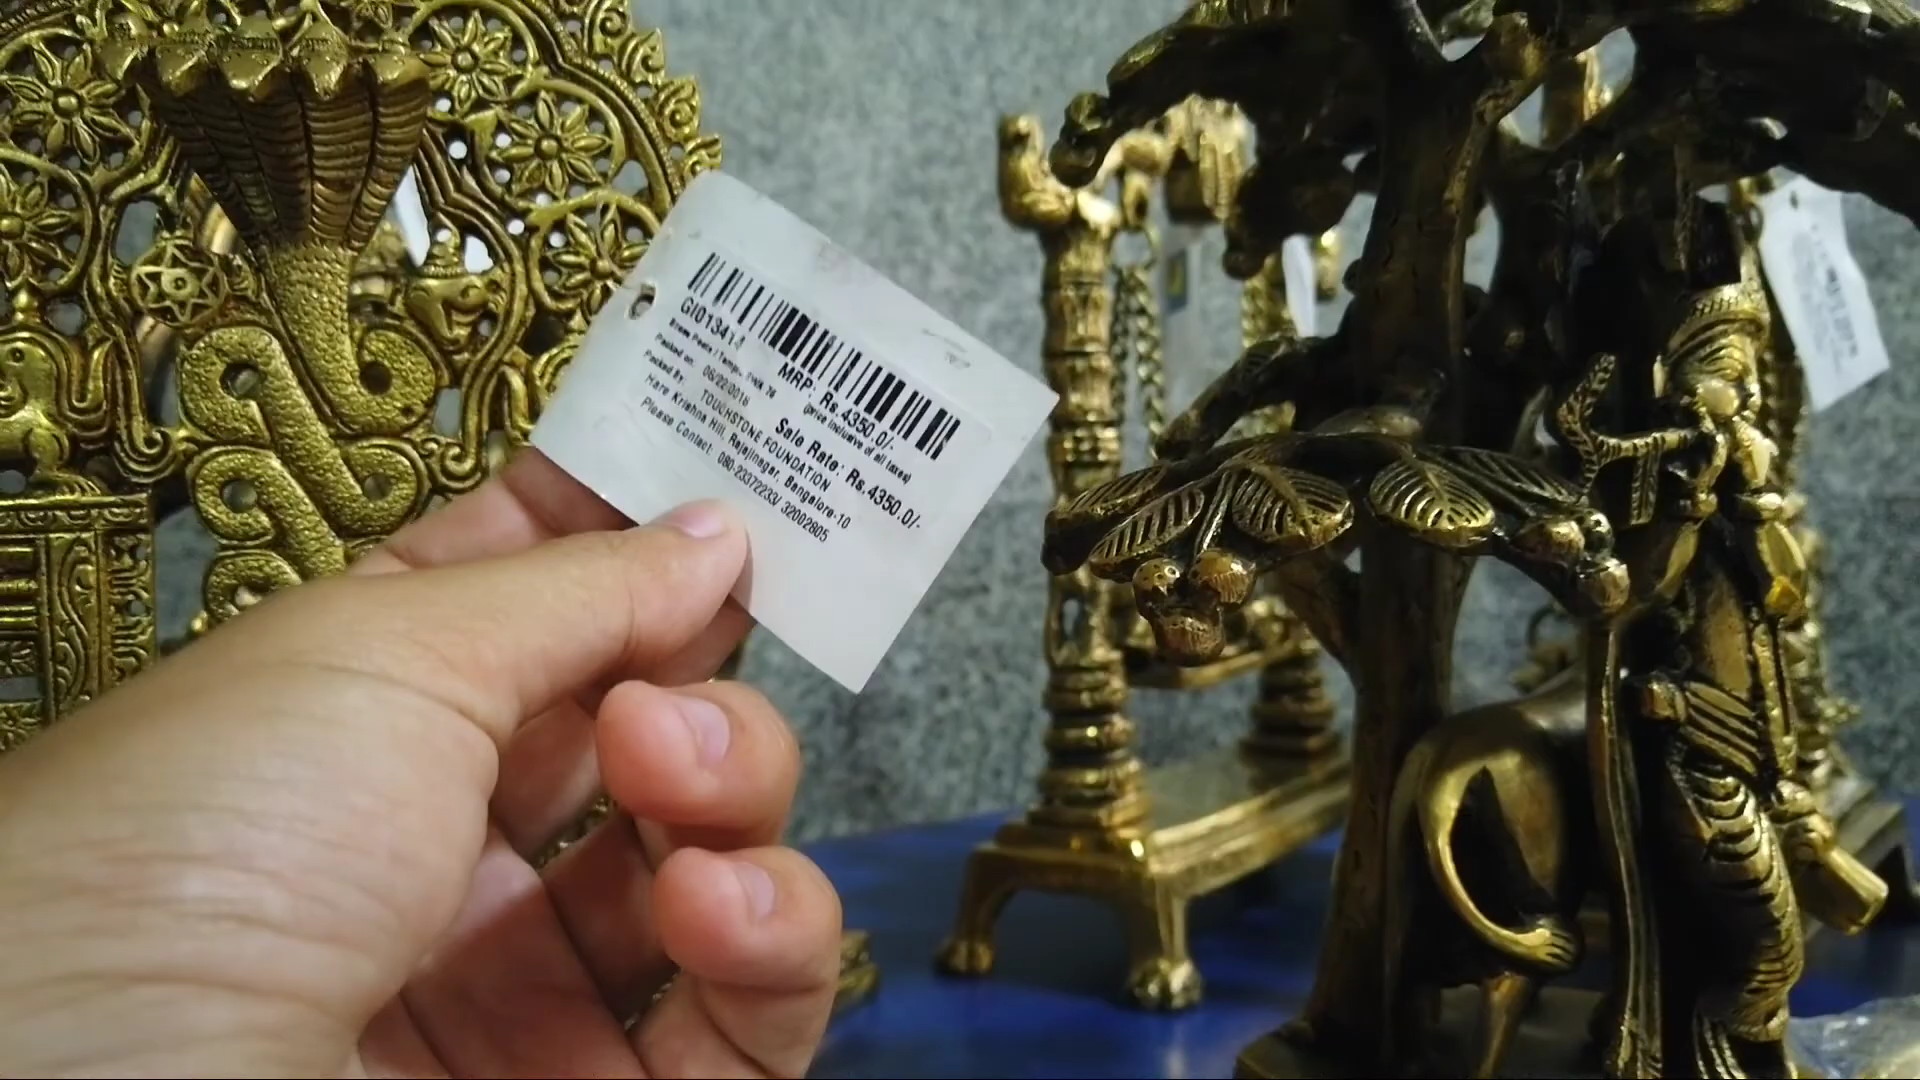 GI01341
MRP: Rs.4350.0/-
(price inclusive of all taxes)
Packed on: 06/22/0016
Sale Rate: Rs.4350.0/-
Packed By: TOUCHSTONE FOUNDATION
Hare Krishna Hill, Rajajinagar, Bangalore-10
Please Contact: 080-23372233/ 32002805